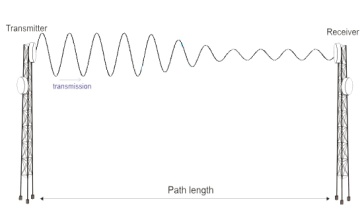 Transmitter
Receiver
transmission
Path length